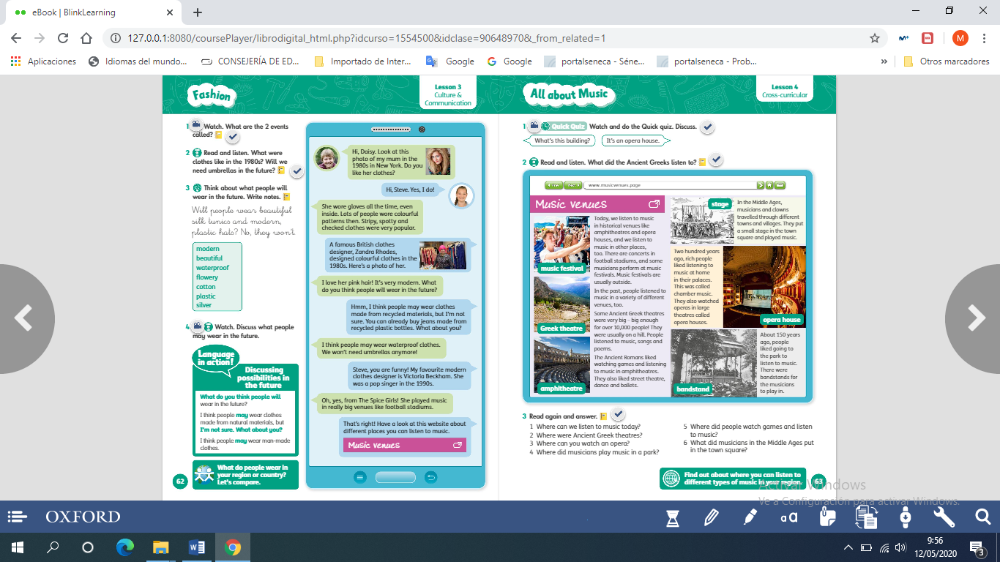 eBook | BlinkLearning
127.0.0.1:8080/coursePlayer/librodigital_html.php?idcurso=1554500&idclase=90648970&_from_related=1
M
Aplicaciones
Idiomas del mundo...
CONSEJERÍA DE ED...
Importado de Inter...
Google
Google
portalseneca - Séne...
portalseneca - Prob...
»
Otros marcadores
Fashion
Lesson 3
Culture &
Communication
1 Watch. What are the 2 events
called?
2 Read and listen. What were
clothes like in the 1980s? Will we
need umbrellas in the future?
3 Think about what people will
wear in the future. Write notes.
Will people wear beautiful
silk tunics and modern,
plastic hats? No, they won't.
modern
beautiful
waterproof
flowery
cotton
plastic
silver
4 Watch. Discuss what people
may wear in the future.
Language
in action!
Discussing
possibilities in
the future
What do you think people will
wear in the future?
I think people may wear clothes
made from natural materials, but
I'm not sure. What about you?
I think people may wear man-made
clothes.
What do people wear in
your region or country?
Let's compare.
62
Hi, Daisy. Look at this
photo of my mum in the
1980s in New York. Do you
like her clothes?
Hi, Steve. Yes, I do!
She wore gloves all the time, even
inside. Lots of people wore colourful
patterns then. Stripy, spotty and
checked clothes were very popular.
A famous British clothes
designer, Zandra Rhodes,
designed colourful clothes in the
1980s. Here's a photo of her.
I love her pink hair! It's very modern. What
do you think people will wear in the future?
Hmm, I think people may wear clothes
made from recycled materials, but I'm not
sure. You can already buy jeans made from
recycled plastic bottles. What about you?
I think people may wear waterproof clothes.
We won't need umbrellas anymore!
Steve, you are funny! My favourite modern
clothes designer is Victoria Beckham. She
was a pop singer in the 1990s.
Oh, yes, from The Spice Girls! She played music
in really big venues like football stadiums.
That's right! Have a look at this website about
different places you can listen to music.
Music venues
All about Music
Lesson 4
Cross-curricular
1 Quick Quiz Watch and do the Quick quiz. Discuss.
What's this building?
It's an opera house.
2 Read and listen. What did the Ancient Greeks listen to?
www.musicvenues.page
Music venues
music festival
Greek theatre
amphitheatre
Today, we listen to music
in historical venues like
amphitheatres and opera
houses, and we listen to
music in other places,
too. There are concerts in
football stadiums, and some
musicians perform at music
festivals. Music festivals are
usually outside.
In the past, people listened to
music in a variety of different
venues, too.
Some Ancient Greek theatres
were very big – big enough
for over 10,000 people! They
were usually on a hill. People
listened to music, songs and
poems.
The Ancient Romans liked
watching games and listening
to music in amphitheatres.
They also liked street theatre,
dance and ballets.
stage
In the Middle Ages,
musicians and clowns
travelled through different
towns and villages. They put
a small stage in the town
square and played music.
Two hundred years
ago, rich people
liked listening to
music at home
in their palaces.
This was called
chamber music.
They also watched
operas in large
theatres called
opera houses.
opera house
bandstand
About 150 years
ago, people
liked going to
the park to
listen to music.
There were
bandstands for
the musicians
to play in.
3 Read again and answer.
1 Where can we listen to music today?
2 Where were Ancient Greek theatres?
3 Where can you watch an opera?
4 Where did musicians play music in a park?
5 Where did people watch games and listen
to music?
6 What did musicians in the Middle Ages put
in the town square?
Find out about where you can listen to
different types of music in your region.
63
Activar Windows
Ve a Configuración para activar Windows.
OXFORD
a a
9:56
12/05/2020
3